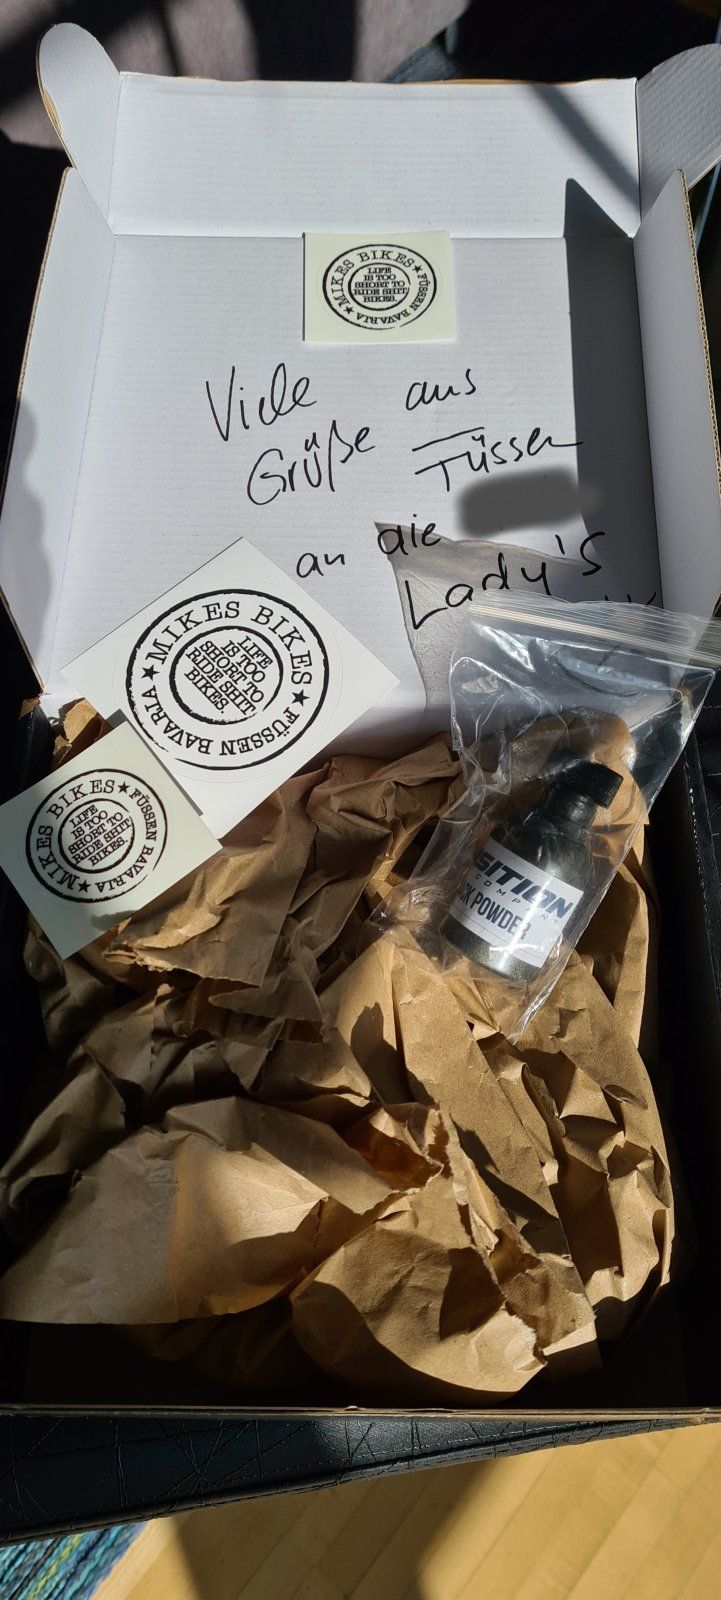 MIKES BIKES ★ FÜSSEN BAVARIA ★
LIFE
IS TOO
SHORT TO
RIDE SHIT
BIKES.
Viele aus
Grüße Füssen
an die
Lady's
MIKES BIKES ★ FÜSSEN BAVARIA ★
LIFE
IS TOO
SHORT TO
RIDE SHIT
BIKES.
MIKES BIKES ★ FÜSSEN BAVARIA ★
LIFE
IS TOO
SHORT TO
RIDE SHIT
BIKES.
SITION
COMPANY
CK POWDER